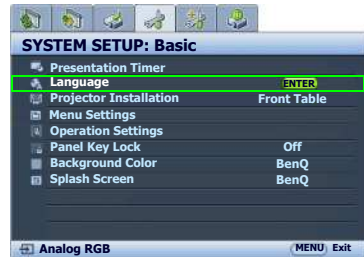 SYSTEM SETUP: Basic
Presentation Timer
Language ENTER
Projector Installation Front Table
Menu Settings
Operation Settings
Panel Key Lock Off
Background Color BenQ
Splash Screen BenQ
Analog RGB MENU Exit